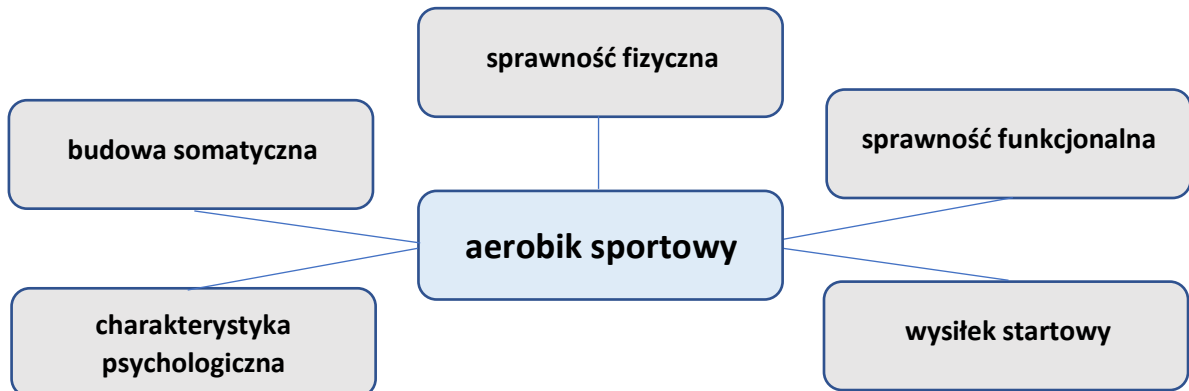 sprawność fizyczna
budowa somatyczna
sprawność funkcjonalna
aerobik sportowy
charakterystyka
psychologiczna
wysiłek startowy